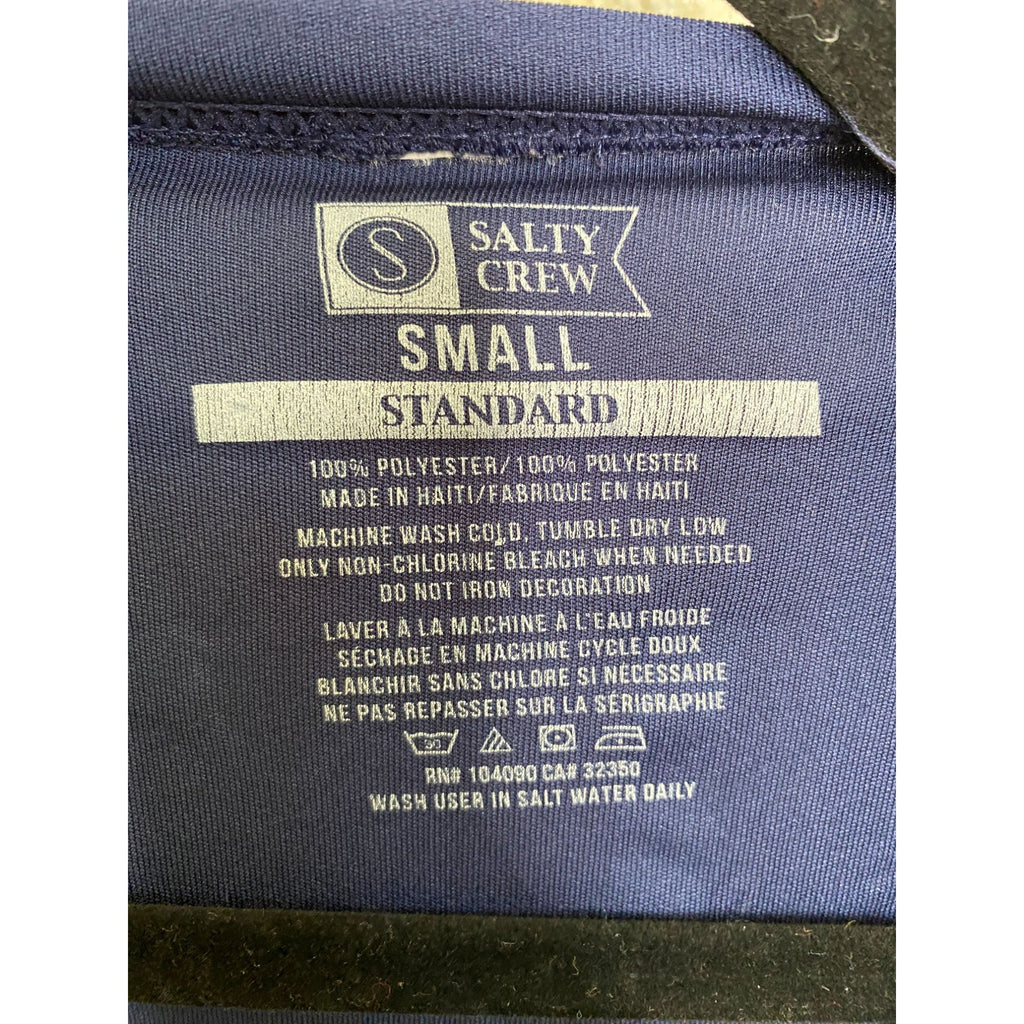 S
SALTY
CREW
SMALL
STANDARD
100% POLYESTER/100% POLYESTER
MADE IN HAITI/FABRIQUE EN HAITI
MACHINE WASH COLD, TUMBLE DRY LOW
ONLY NON-CHLORINE BLEACH WHEN NEEDED
DO NOT IRON DECORATION
LAVER À LA MACHINE À L'EAU FROIDE
SÉCHAGE EN MACHINE CYCLE DOUX
BLANCHIR SANS CHLORE SI NÉCESSAIRE
NE PAS REPASSER SUR LA SÉRIGRAPHIE
30
RN# 104090 CA# 32350
WASH USER IN SALT WATER DAILY